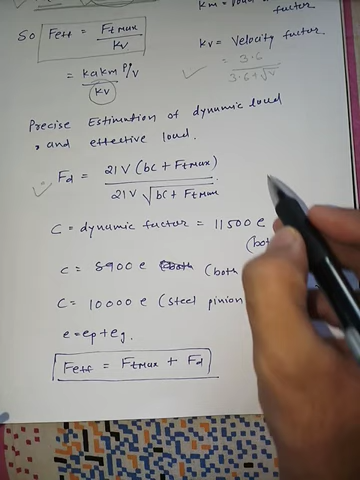 factor
So Feff = Ftmax / Kv
Kv = Velocity factor.
= 3.6 / 3.6+√v
= kakm P/v / Kv
Precise Estimation of dynamic load
, and effective load.
Fd = 21V (bc + Ftmax) / 21V √bc + Ftmax
C = dynamic factor = 11500 e
(bot
C = 8900 e (both
C = 10000 e (steel pinion
e = ep + eg.
Feff = Ftmax + Fd